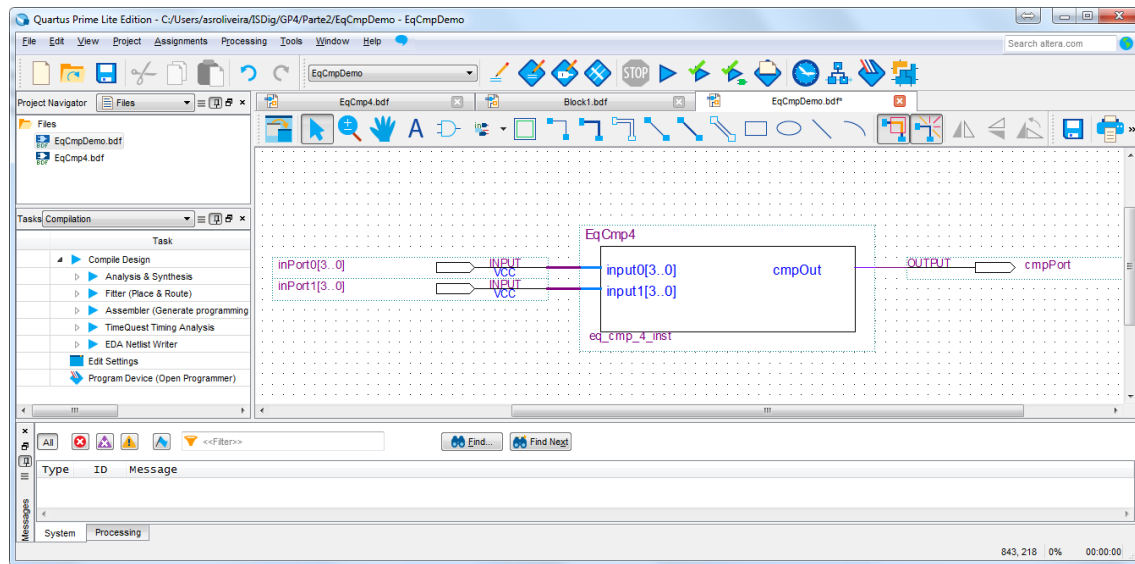 Quartus Prime Lite Edition - C:/Users/asroliveira/ISDig/GP4/Parte2/EqCmpDemo - EqCmpDemo
File Edit View Project Assignments Processing Tools Window Help
Search altera.com
EqCmpDemo
STOP
Project Navigator Files
EqCmp4.bdf
Block1.bdf
EqCmpDemo.bdf*
Files
EqCmpDemo.bdf
EqCmp4.bdf
A
Tasks Compilation
Task
Compile Design
Analysis & Synthesis
Fitter (Place & Route)
Assembler (Generate programming
TimeQuest Timing Analysis
EDA Netlist Writer
Edit Settings
Program Device (Open Programmer)
EqCmp4
inPort0[3..0]
INPUT
VCC
input0[3..0]
cmpOut
OUTPUT
cmpPort
inPort1[3..0]
INPUT
VCC
input1[3..0]
eq_cmp_4_inst
All
<<Filter>>
Find...
Find Next
Type ID Message
Messages
System Processing
843, 218 0% 00:00:00